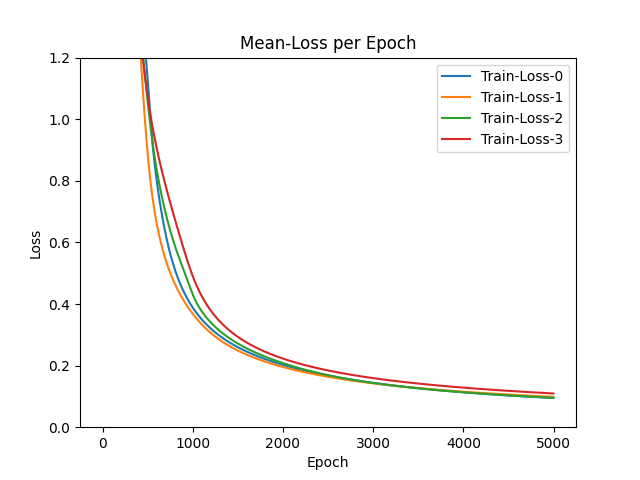 Mean-Loss per Epoch
Train-Loss-0
Train-Loss-1
Train-Loss-2
Train-Loss-3
Loss
1.2
1.0
0.8
0.6
0.4
0.2
0.0
0 1000 2000 3000 4000 5000
Epoch